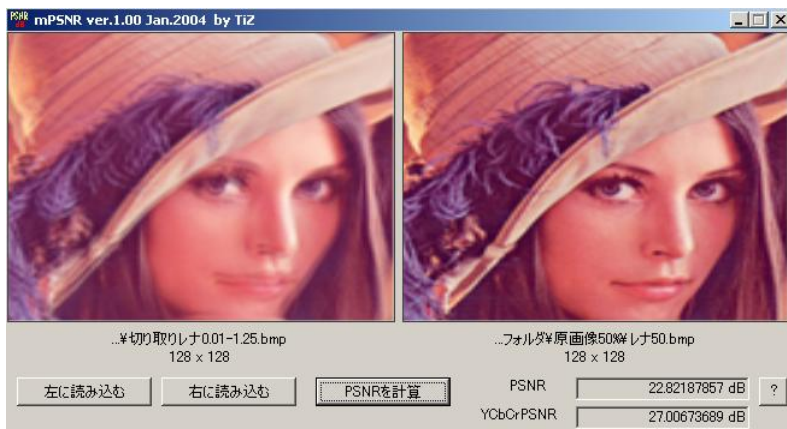 mPSNR ver.1.00 Jan.2004 by TiZ
...¥切り取りレナ0.01-1.25.bmp
128 x 128
...フォルダ¥原画像50%¥レナ50.bmp
128 x 128
左に読み込む
右に読み込む
PSNRを計算
PSNR
22.82187857 dB
?
YCbCrPSNR
27.00673689 dB